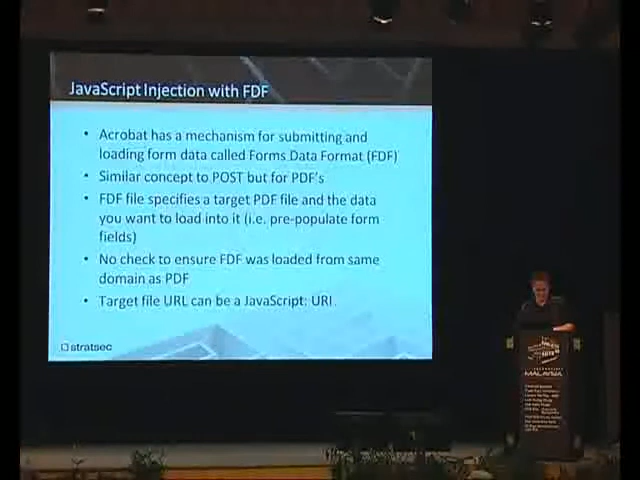 JavaScript Injection with FDF
• Acrobat has a mechanism for submitting and
loading form data called Forms Data Format (FDF)
• Similar concept to POST but for PDF's
• FDF file specifies a target PDF file and the data
you want to load into it (i.e. pre-populate form
fields)
• No check to ensure FDF was loaded from same
domain as PDF
• Target file URL can be a JavaScript: URI
stratsec
MALAYSIA